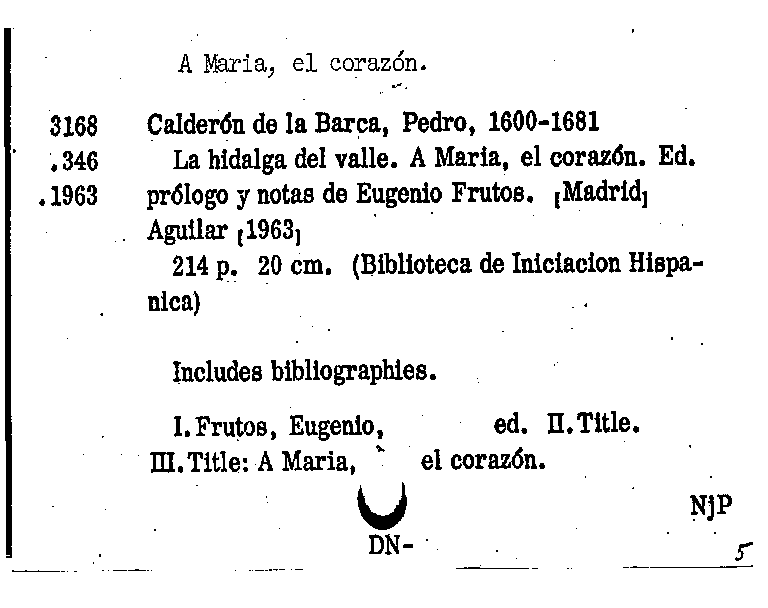 A Maria, el corazón.
3168 Calderón de la Barca, Pedro, 1600-1681
.346 La hidalga del valle. A Maria, el corazón. Ed.
.1963 prólogo y notas de Eugenio Frutos. [Madrid]
Aguilar [1963]
214 p. 20 cm. (Biblioteca de Iniciacion Hispa-
nica)
Includes bibliographies.
I. Frutos, Eugenio, ed. II. Title.
III. Title: A Maria, el corazón.
NjP
DN-
5